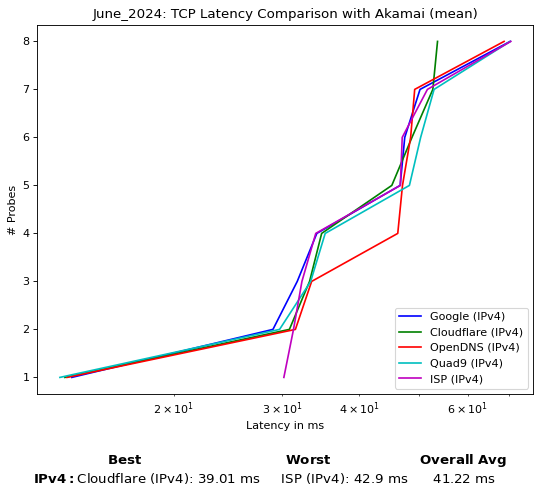 June_2024: TCP Latency Comparison with Akamai (mean)
8
7
6
5
4
3
2
1
# Probes
Google (IPv4)
Cloudflare (IPv4)
OpenDNS (IPv4)
Quad9 (IPv4)
ISP (IPv4)
2 × 10¹ 3 × 10¹ 4 × 10¹ 6 × 10¹
Latency in ms
Best Worst Overall Avg
IPv4: Cloudflare (IPv4): 39.01 ms ISP (IPv4): 42.9 ms 41.22 ms